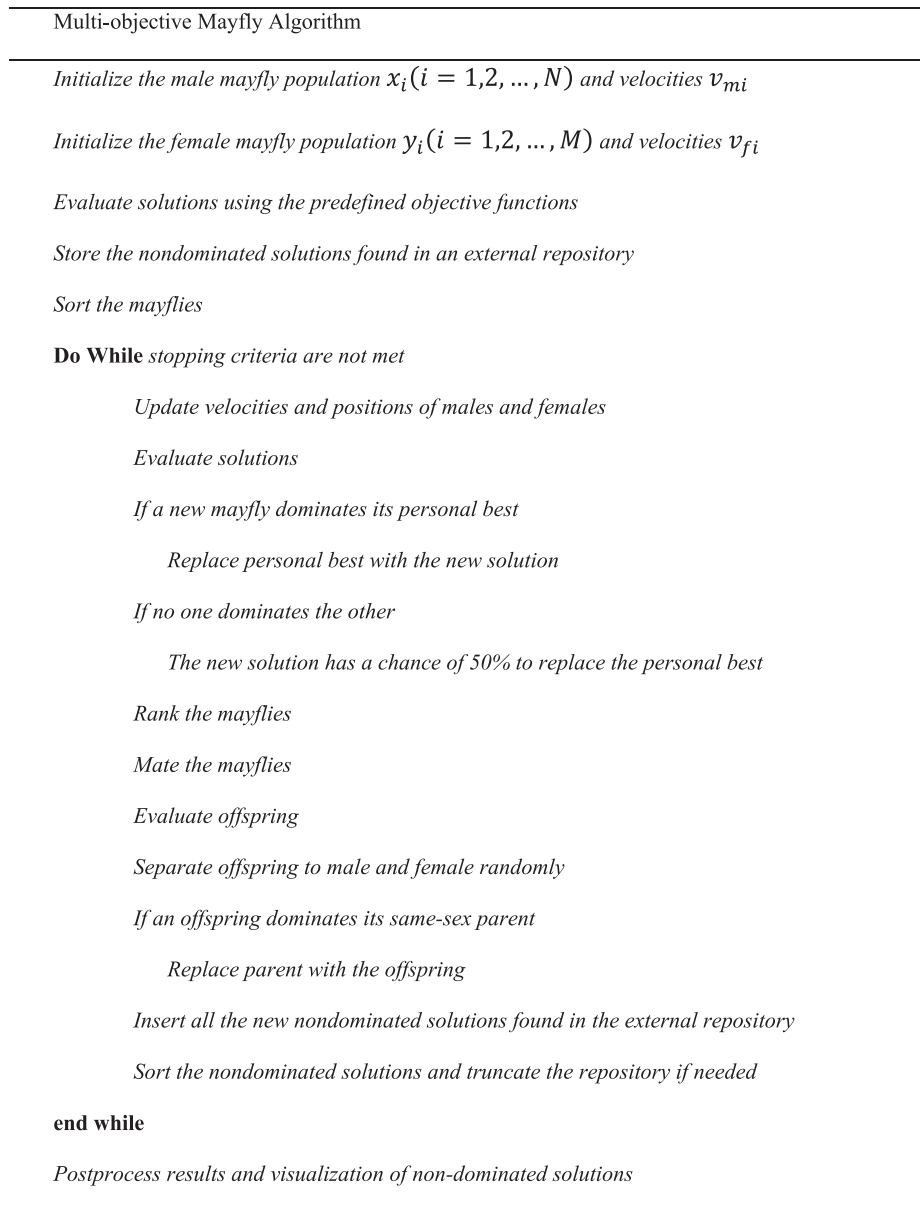 Multi-objective Mayfly Algorithm
Initialize the male mayfly population x_i(i = 1,2, … , N) and velocities v_{mi}
Initialize the female mayfly population y_i(i = 1,2, … , M) and velocities v_{fi}
Evaluate solutions using the predefined objective functions
Store the nondominated solutions found in an external repository
Sort the mayflies
Do While stopping criteria are not met
Update velocities and positions of males and females
Evaluate solutions
If a new mayfly dominates its personal best
Replace personal best with the new solution
If no one dominates the other
The new solution has a chance of 50% to replace the personal best
Rank the mayflies
Mate the mayflies
Evaluate offspring
Separate offspring to male and female randomly
If an offspring dominates its same-sex parent
Replace parent with the offspring
Insert all the new nondominated solutions found in the external repository
Sort the nondominated solutions and truncate the repository if needed
end while
Postprocess results and visualization of non-dominated solutions